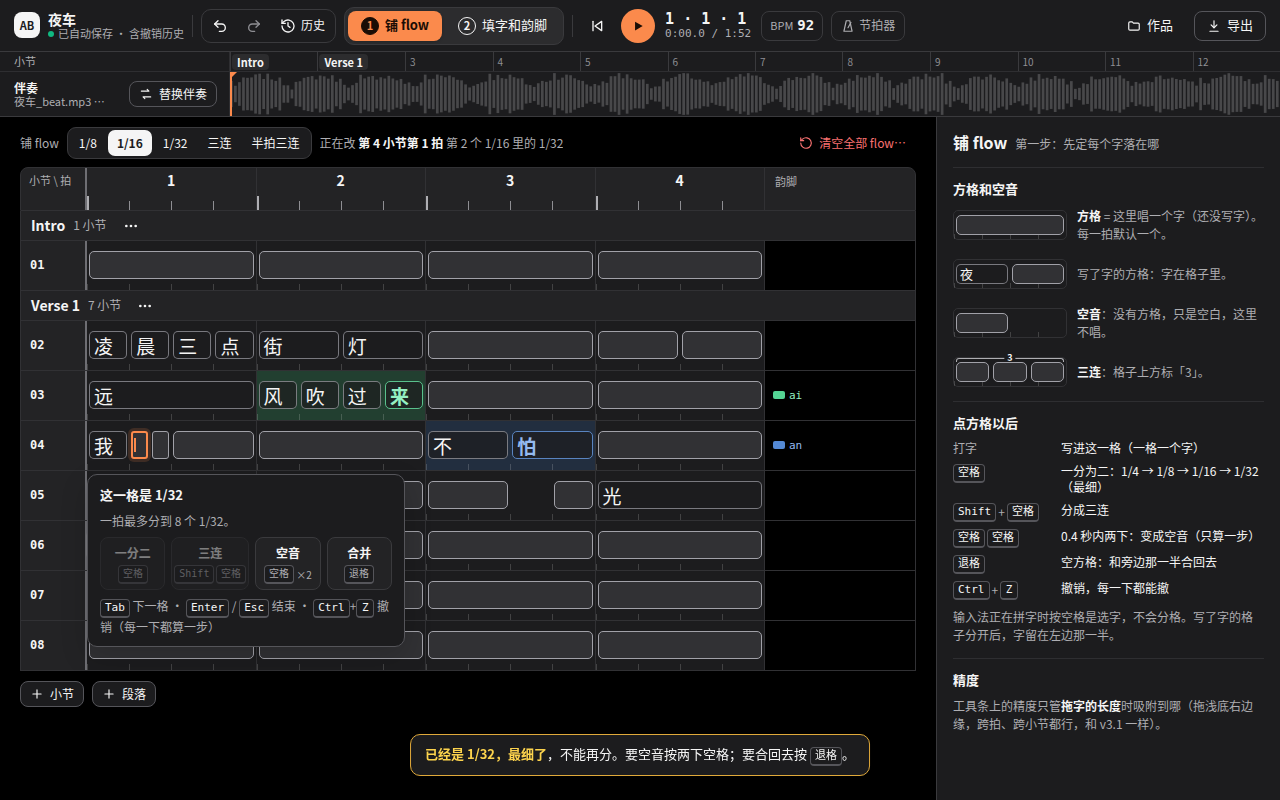 AB
夜车
已自动保存 · 含撤销历史
历史
1 铺 flow
2 填字和韵脚
1 · 1 · 1
0:00.0 / 1:52
BPM 92
节拍器
作品
导出
小节
Intro
Verse 1
3
4
5
6
7
8
9
10
11
12
伴奏
夜车_beat.mp3 ···
替换伴奏
铺 flow
1/8
1/16
1/32
三连
半拍三连
正在改 第 4 小节第 1 拍 第 2 个 1/16 里的 1/32
清空全部 flow···
小节 \ 拍
1
2
3
4
韵脚
Intro 1 小节 ···
01
Verse 1 7 小节 ···
02 凌 晨 三 点 街 灯
03 远 风 吹 过 来 ai
04 我 不 怕 an
05 光
06
07
08
这一格是 1/32
一拍最多分到 8 个 1/32。
一分二
空格
三连
Shift 空格
空音
空格 ×2
合并
退格
Tab 下一格 · Enter / Esc 结束 · Ctrl+Z 撤
销（每一下都算一步）
小节
段落
已经是 1/32，最细了，不能再分。要空音按两下空格；要合回去按 退格。
铺 flow 第一步：先定每个字落在哪
方格和空音
方格 = 这里唱一个字（还没写字）。
每一拍默认一个。
夜
写了字的方格：字在格子里。
空音：没有方格，只是空白，这里
不唱。
3
三连：格子上方标「3」。
点方格以后
打字 写进这一格（一格一个字）
空格 一分为二：1/4 → 1/8 → 1/16 → 1/32
（最细）
Shift + 空格 分成三连
空格 空格 0.4 秒内两下：变成空音（只算一步）
退格 空方格：和旁边那一半合回去
Ctrl + Z 撤销，每一下都能撤
输入法正在拼字时按空格是选字，不会分格。写了字的格
子分开后，字留在左边那一半。
精度
工具条上的精度只管拖字的长度时吸附到哪（拖浅底右边
缘，跨拍、跨小节都行，和 v3.1 一样）。